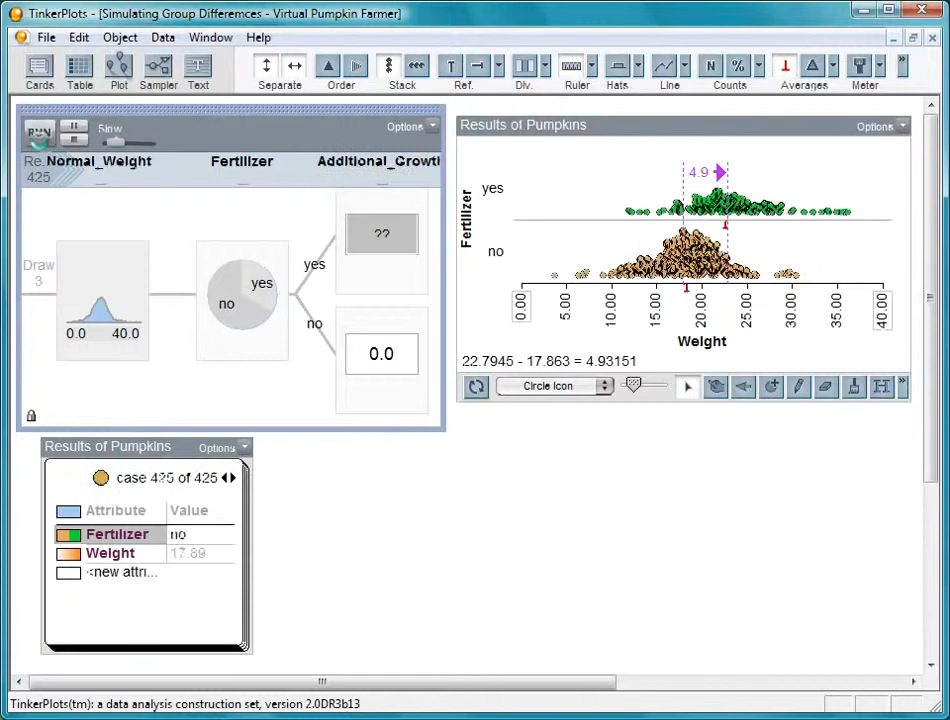 TinkerPlots - [Simulating Group Differemces - Virtual Pumpkin Farmer]
File Edit Object Data Window Help
Cards Table Plot Sampler Text Separate Order Stack Ref. Div. Ruler Hats Line Counts Averages Meter
N %
RUN Slow Options
Re. Normal_Weight Fertilizer Additional_Growth
425
Draw
3
0.0 40.0
no yes
yes
no
??
0.0
Results of Pumpkins Options
4.9
Fertilizer
yes
no
0.00 5.00 10.00 15.00 20.00 25.00 30.00 35.00 40.00
Weight
22.7945 - 17.863 = 4.93151
Circle Icon
Results of Pumpkins Options
case 425 of 425
Attribute Value
Fertilizer no
Weight 17.89
<new attri...
TinkerPlots(tm): a data analysis construction set, version 2.0DR3b13